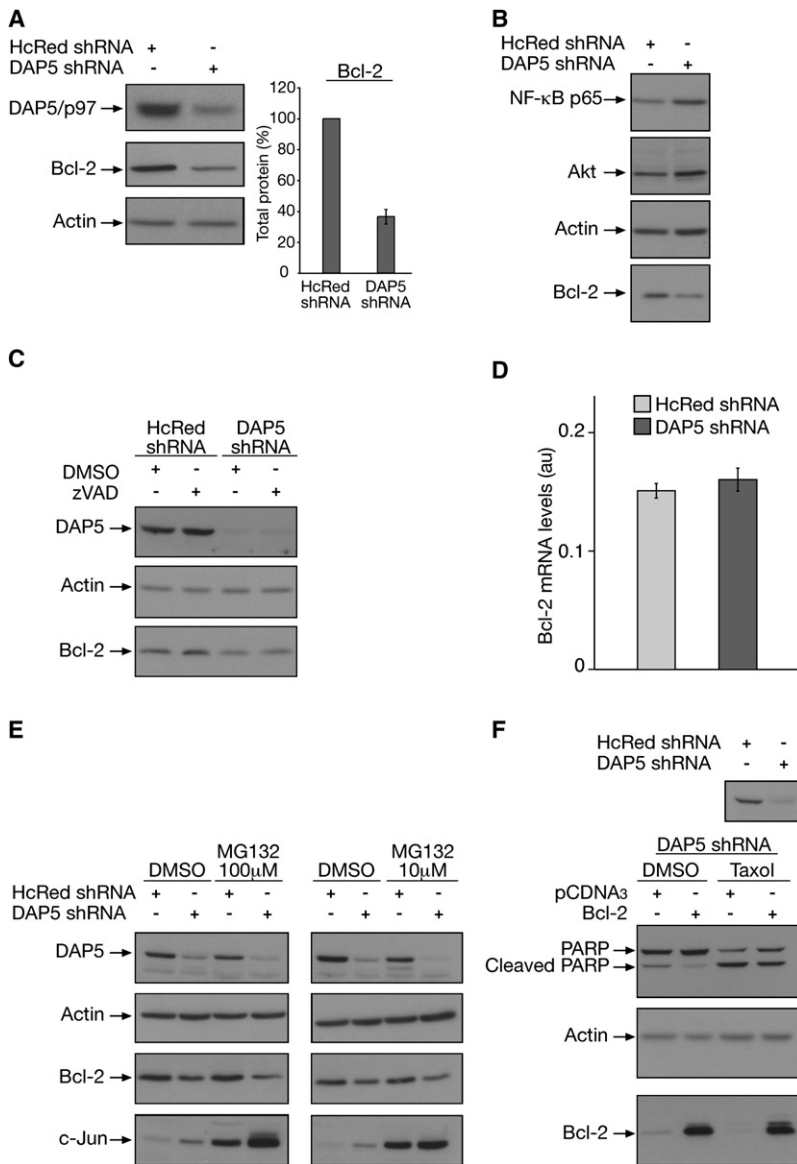 A
HcRed shRNA + -
DAP5 shRNA - +
DAP5/p97
Bcl-2
Actin
Bcl-2
Total protein (%)
120
100
80
60
40
20
0
HcRed shRNA
DAP5 shRNA
B
HcRed shRNA + -
DAP5 shRNA - +
NF-κB p65
Akt
Actin
Bcl-2
C
HcRed shRNA
DAP5 shRNA
DMSO + - + -
zVAD - + - +
DAP5
Actin
Bcl-2
D
HcRed shRNA
DAP5 shRNA
Bcl-2 mRNA levels (au)
0.2
0.1
0
E
DMSO
MG132 100μM
DMSO
MG132 10μM
HcRed shRNA + - + - + - + -
DAP5 shRNA - + - + - + - +
DAP5
Actin
Bcl-2
c-Jun
F
HcRed shRNA + -
DAP5 shRNA - +
DAP5 shRNA
DMSO Taxol
pCDNA3 + - + -
Bcl-2 - + - +
PARP
Cleaved PARP
Actin
Bcl-2